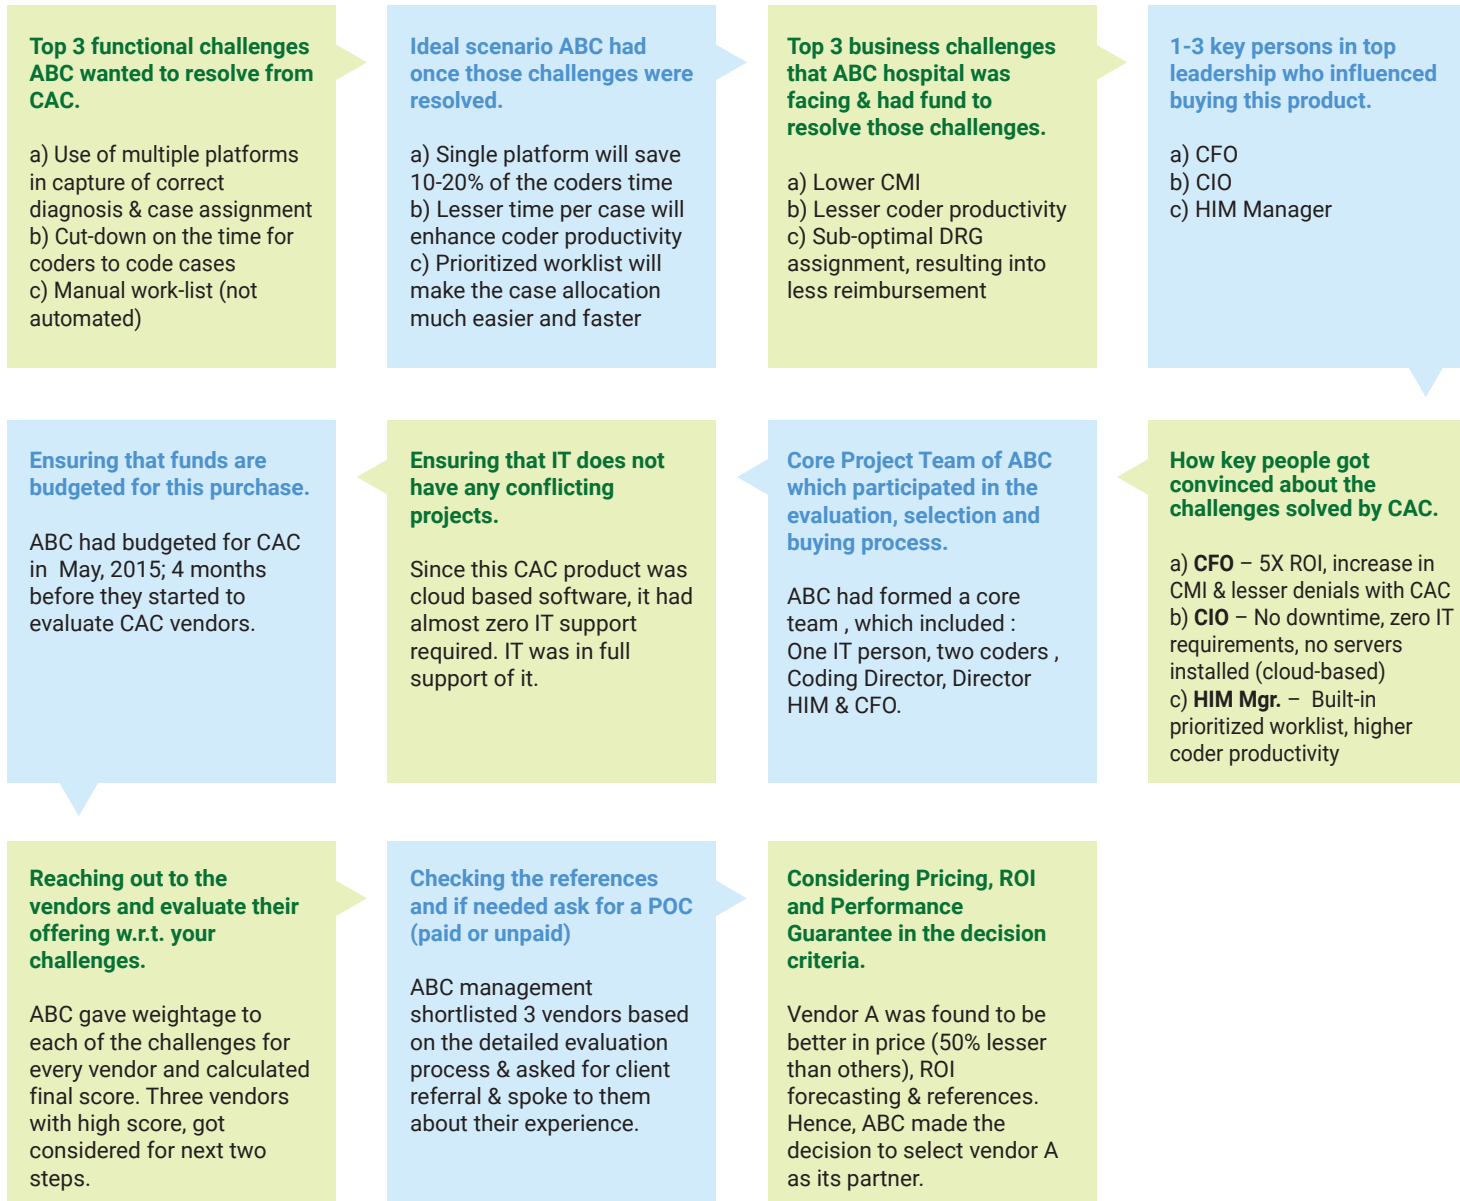 Top 3 functional challenges
ABC wanted to resolve from
CAC.
a) Use of multiple platforms
in capture of correct
diagnosis & case assignment
b) Cut-down on the time for
coders to code cases
c) Manual work-list (not
automated)
Ideal scenario ABC had
once those challenges were
resolved.
a) Single platform will save
10-20% of the coders time
b) Lesser time per case will
enhance coder productivity
c) Prioritized worklist will
make the case allocation
much easier and faster
Top 3 business challenges
that ABC hospital was
facing & had fund to
resolve those challenges.
a) Lower CMI
b) Lesser coder productivity
c) Sub-optimal DRG
assignment, resulting into
less reimbursement
1-3 key persons in top
leadership who influenced
buying this product.
a) CFO
b) CIO
c) HIM Manager
How key people got
convinced about the
challenges solved by CAC.
a) CFO – 5X ROI, increase in
CMI & lesser denials with CAC
b) CIO – No downtime, zero IT
requirements, no servers
installed (cloud-based)
c) HIM Mgr. – Built-in
prioritized worklist, higher
coder productivity
Core Project Team of ABC
which participated in the
evaluation, selection and
buying process.
ABC had formed a core
team , which included :
One IT person, two coders ,
Coding Director, Director
HIM & CFO.
Ensuring that IT does not
have any conflicting
projects.
Since this CAC product was
cloud based software, it had
almost zero IT support
required. IT was in full
support of it.
Ensuring that funds are
budgeted for this purchase.
ABC had budgeted for CAC
in May, 2015; 4 months
before they started to
evaluate CAC vendors.
Reaching out to the
vendors and evaluate their
offering w.r.t. your
challenges.
ABC gave weightage to
each of the challenges for
every vendor and calculated
final score. Three vendors
with high score, got
considered for next two
steps.
Checking the references
and if needed ask for a POC
(paid or unpaid)
ABC management
shortlisted 3 vendors based
on the detailed evaluation
process & asked for client
referral & spoke to them
about their experience.
Considering Pricing, ROI
and Performance
Guarantee in the decision
criteria.
Vendor A was found to be
better in price (50% lesser
than others), ROI
forecasting & references.
Hence, ABC made the
decision to select vendor A
as its partner.